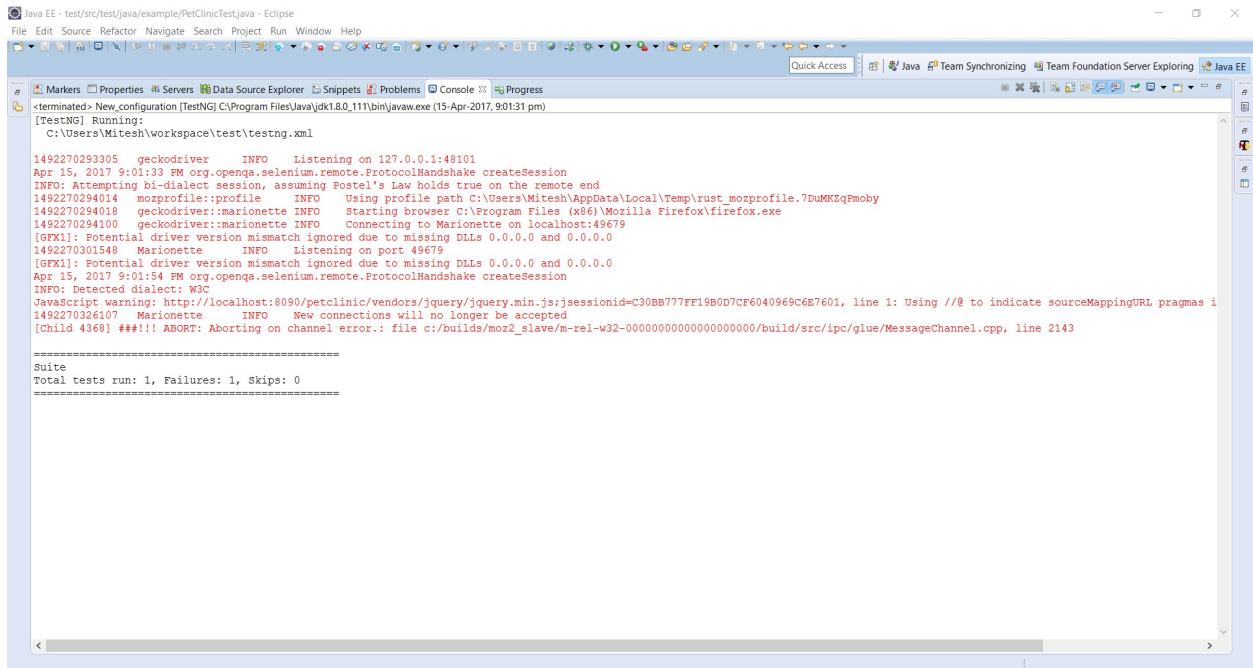 Java EE - test/src/test/java/example/PetClinicTest.java - Eclipse
File Edit Source Refactor Navigate Search Project Run Window Help
Quick Access Java Team Synchronizing Team Foundation Server Exploring Java EE
Markers Properties Servers Data Source Explorer Snippets Problems Console Progress
<terminated> New_configuration [TestNG] C:\Program Files\Java\jdk1.8.0_111\bin\javaw.exe (15-Apr-2017, 9:01:31 pm)
[TestNG] Running:
C:\Users\Mitesh\workspace\test\testng.xml
1492270293305 geckodriver INFO Listening on 127.0.0.1:48101
Apr 15, 2017 9:01:33 PM org.openqa.selenium.remote.ProtocolHandshake createSession
INFO: Attempting bi-dialect session, assuming Postel's Law holds true on the remote end
1492270294014 mozprofile::profile INFO Using profile path C:\Users\Mitesh\AppData\Local\Temp\rust_mozprofile.7DuMKZqPmoby
1492270294018 geckodriver::marionette INFO Starting browser C:\Program Files (x86)\Mozilla Firefox\firefox.exe
1492270294100 geckodriver::marionette INFO Connecting to Marionette on localhost:49679
[GFX1]: Potential driver version mismatch ignored due to missing DLLs 0.0.0.0 and 0.0.0.0
1492270301548 Marionette INFO Listening on port 49679
[GFX1]: Potential driver version mismatch ignored due to missing DLLs 0.0.0.0 and 0.0.0.0
Apr 15, 2017 9:01:54 PM org.openqa.selenium.remote.ProtocolHandshake createSession
INFO: Detected dialect: W3C
JavaScript warning: http://localhost:8090/petclinic/vendors/jquery/jquery.min.js;jsessionid=C30BB777FF19B0D7CF6040969C6E7601, line 1: Using //@ to indicate sourceMappingURL pragmas i
1492270326107 Marionette INFO New connections will no longer be accepted
[Child 4368] ###!!! ABORT: Aborting on channel error.: file c:/builds/moz2_slave/m-rel-w32-00000000000000000000/build/src/ipc/glue/MessageChannel.cpp, line 2143
===============================================
Suite
Total tests run: 1, Failures: 1, Skips: 0
===============================================